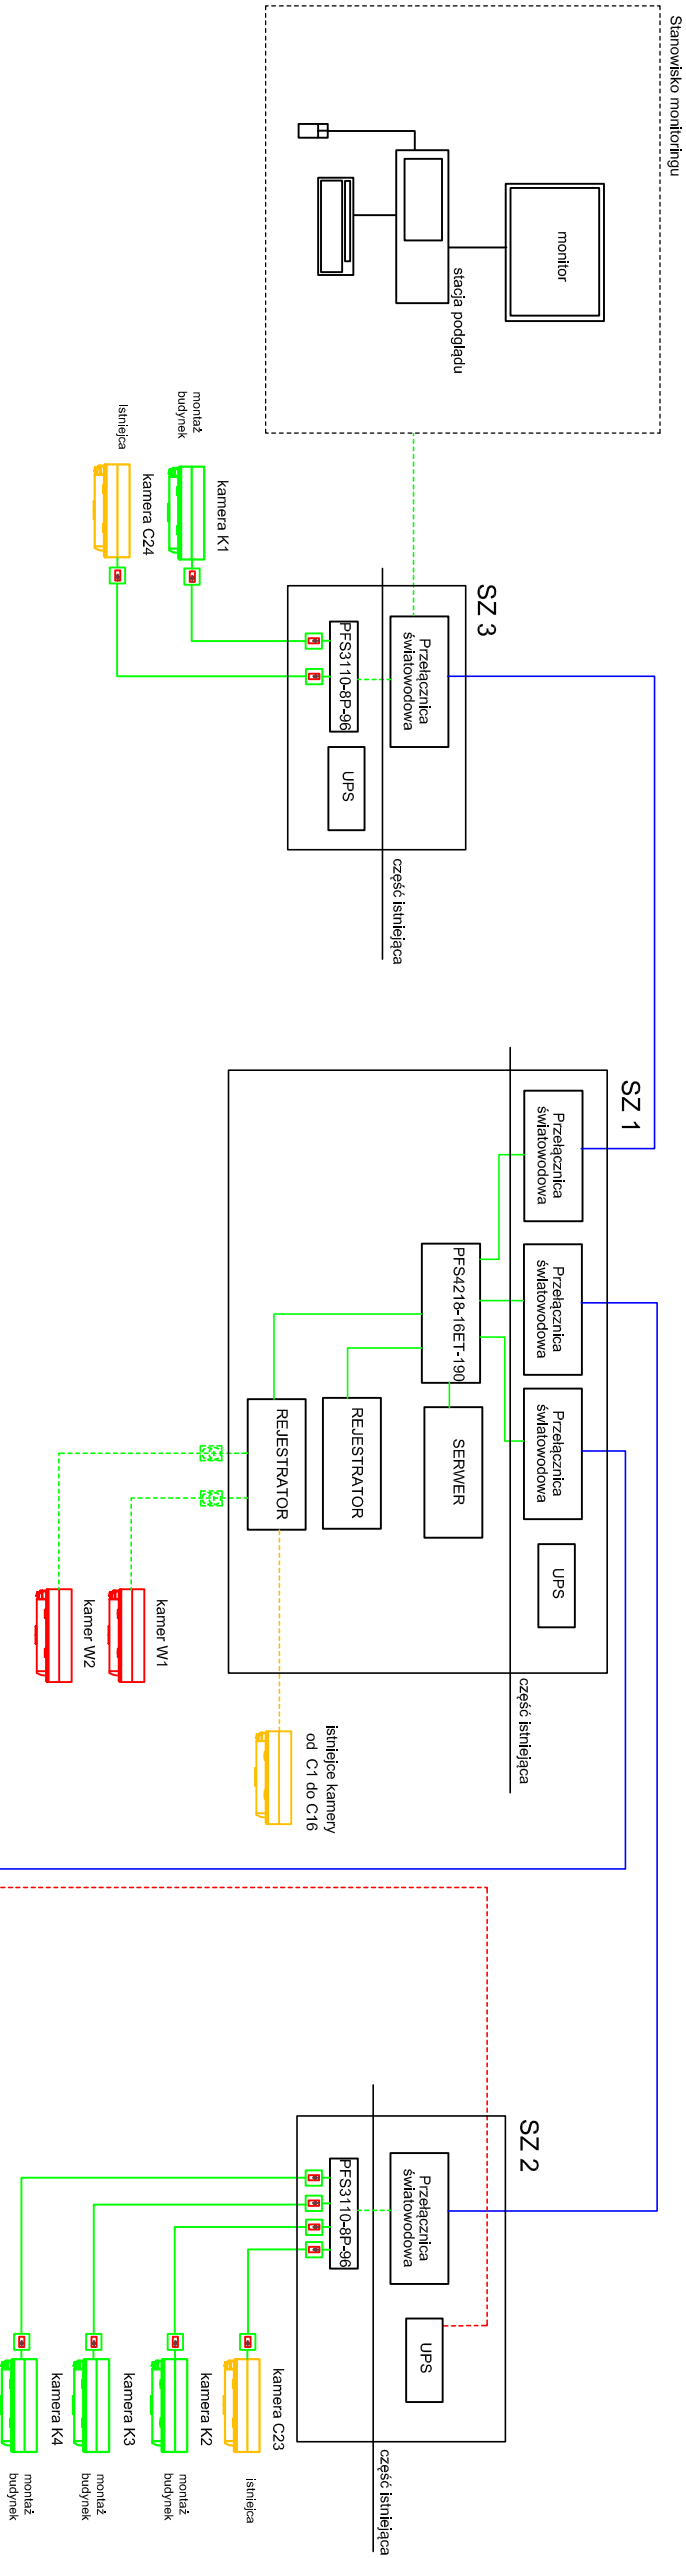 Stanowisko monitoringu
monitor
stacja podglądu
montaż
budynek
kamera K1
Istniejca
kamera C24
SZ 3
Przełącznica
światowodowa
PFS3110-8P-96
UPS
część istniejąca
SZ 1
Przełącznica
światowodowa
Przełącznica
światowodowa
Przełącznica
światowodowa
UPS
PFS4218-16ET-190
SERWER
REJESTRATOR
REJESTRATOR
część istniejąca
kamer W1
kamer W2
istniejce kamery
od C1 do C16
SZ 2
Przełącznica
światowodowa
PFS3110-8P-96
UPS
część istniejąca
kamera C23
istniejca
kamera K2
montaż
budynek
kamera K3
montaż
budynek
kamera K4
montaż
budynek